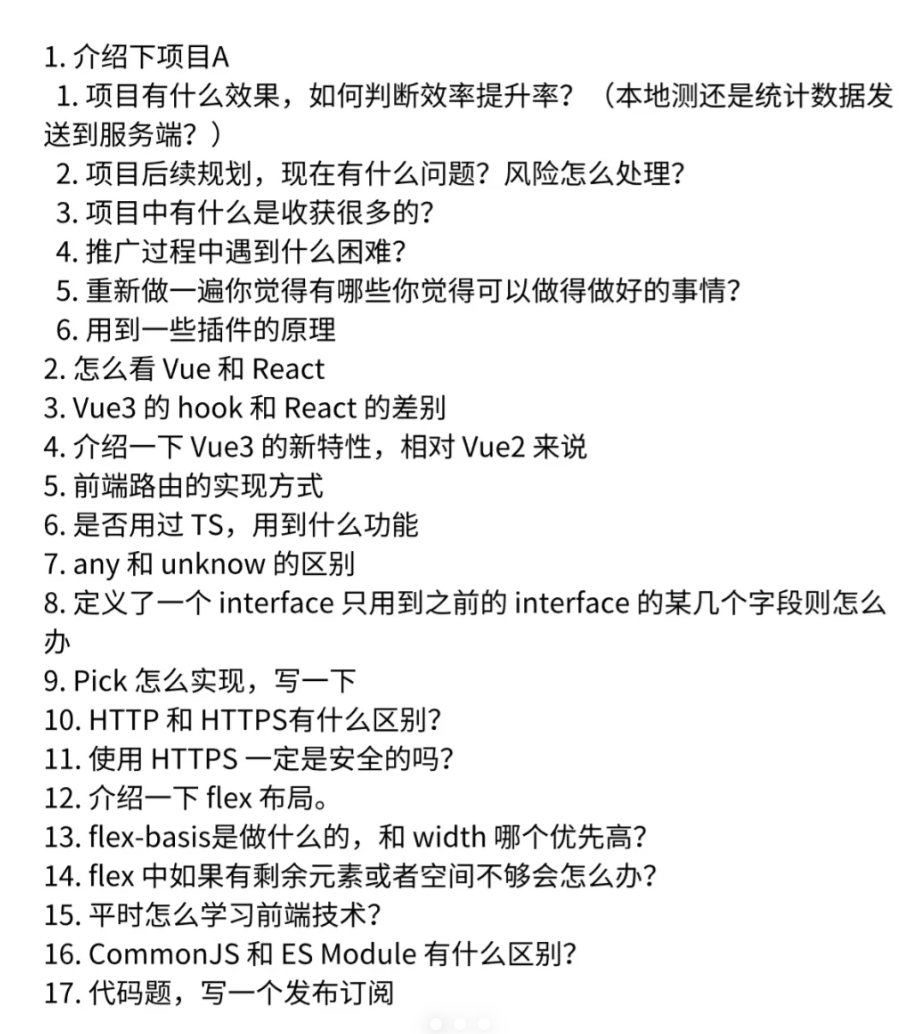 1. 介绍下项目A
1. 项目有什么效果，如何判断效率提升率？（本地测还是统计数据发
送到服务端？）
2. 项目后续规划，现在有什么问题？风险怎么处理？
3. 项目中有什么是收获很多的？
4. 推广过程中遇到什么困难？
5. 重新做一遍你觉得有哪些你觉得可以做得做好的事情？
6. 用到一些插件的原理
2. 怎么看 Vue 和 React
3. Vue3 的 hook 和 React 的差别
4. 介绍一下 Vue3 的新特性，相对 Vue2 来说
5. 前端路由的实现方式
6. 是否用过 TS，用到什么功能
7. any 和 unknow 的区别
8. 定义了一个 interface 只用到之前的 interface 的某几个字段则怎么
办
9. Pick 怎么实现，写一下
10. HTTP 和 HTTPS有什么区别？
11. 使用 HTTPS 一定是安全的吗？
12. 介绍一下 flex 布局。
13. flex-basis是做什么的，和 width 哪个优先高？
14. flex 中如果有剩余元素或者空间不够会怎么办？
15. 平时怎么学习前端技术？
16. CommonJS 和 ES Module 有什么区别？
17. 代码题，写一个发布订阅